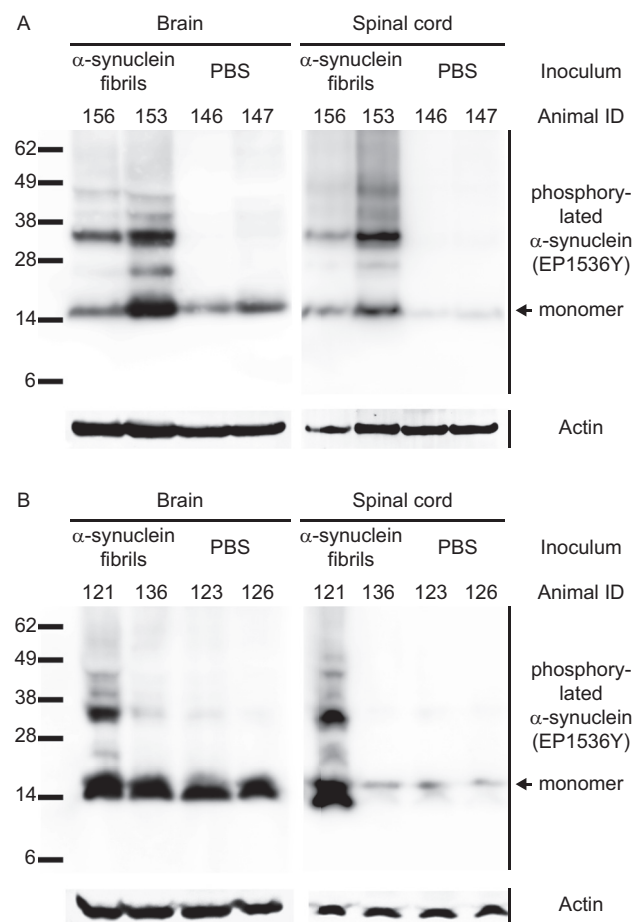 A
Brain Spinal cord
α-synuclein fibrils PBS α-synuclein fibrils PBS Inoculum
156 153 146 147 156 153 146 147 Animal ID
62
49
38
28
14
6
phosphory-
lated
α-synuclein
(EP1536Y)
monomer
Actin
B
Brain Spinal cord
α-synuclein fibrils PBS α-synuclein fibrils PBS Inoculum
121 136 123 126 121 136 123 126 Animal ID
62
49
38
28
14
6
phosphory-
lated
α-synuclein
(EP1536Y)
monomer
Actin